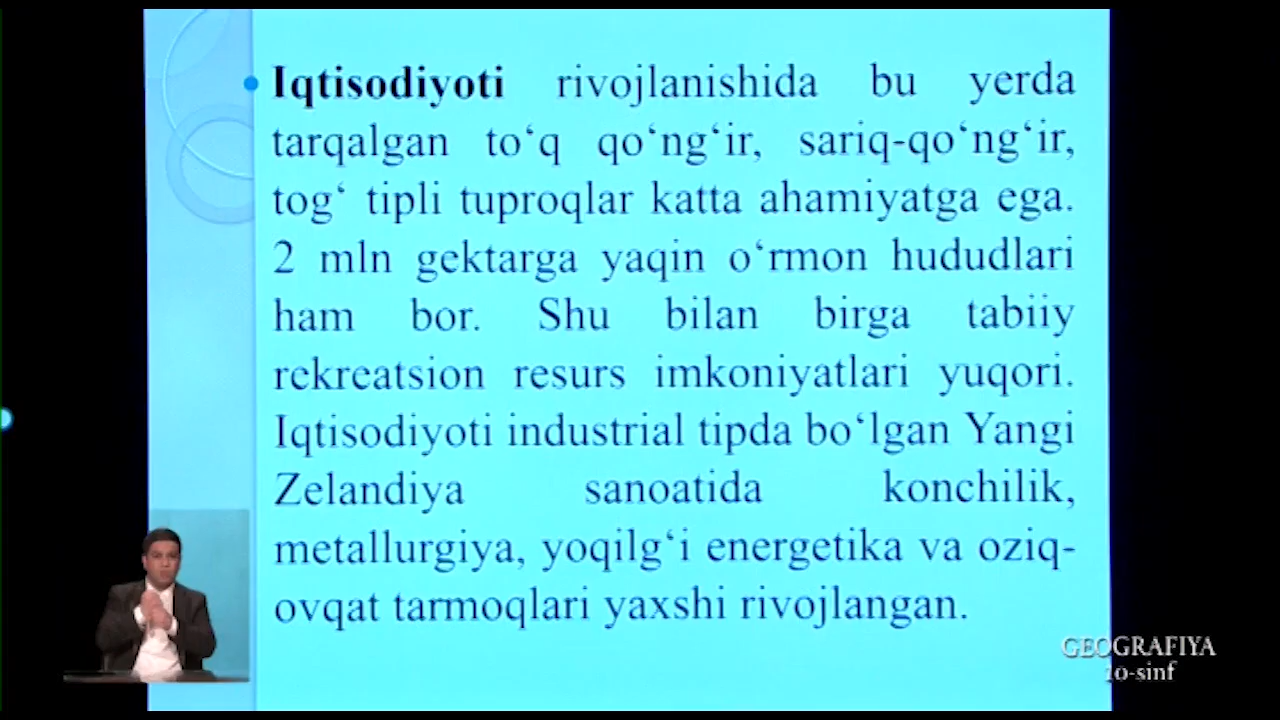 Iqtisodiyoti rivojlanishida bu yerda
tarqalgan to‘q qo‘ng‘ir, sariq-qo‘ng‘ir,
tog‘ tipli tuproqlar katta ahamiyatga ega.
2 mln gektarga yaqin o‘rmon hududlari
ham bor. Shu bilan birga tabiiy
rekreatsion resurs imkoniyatlari yuqori.
Iqtisodiyoti industrial tipda bo‘lgan Yangi
Zelandiya sanoatida konchilik,
metallurgiya, yoqilg‘i energetika va oziq-
ovqat tarmoqlari yaxshi rivojlangan.
GEOGRAFIYA
10-sinf